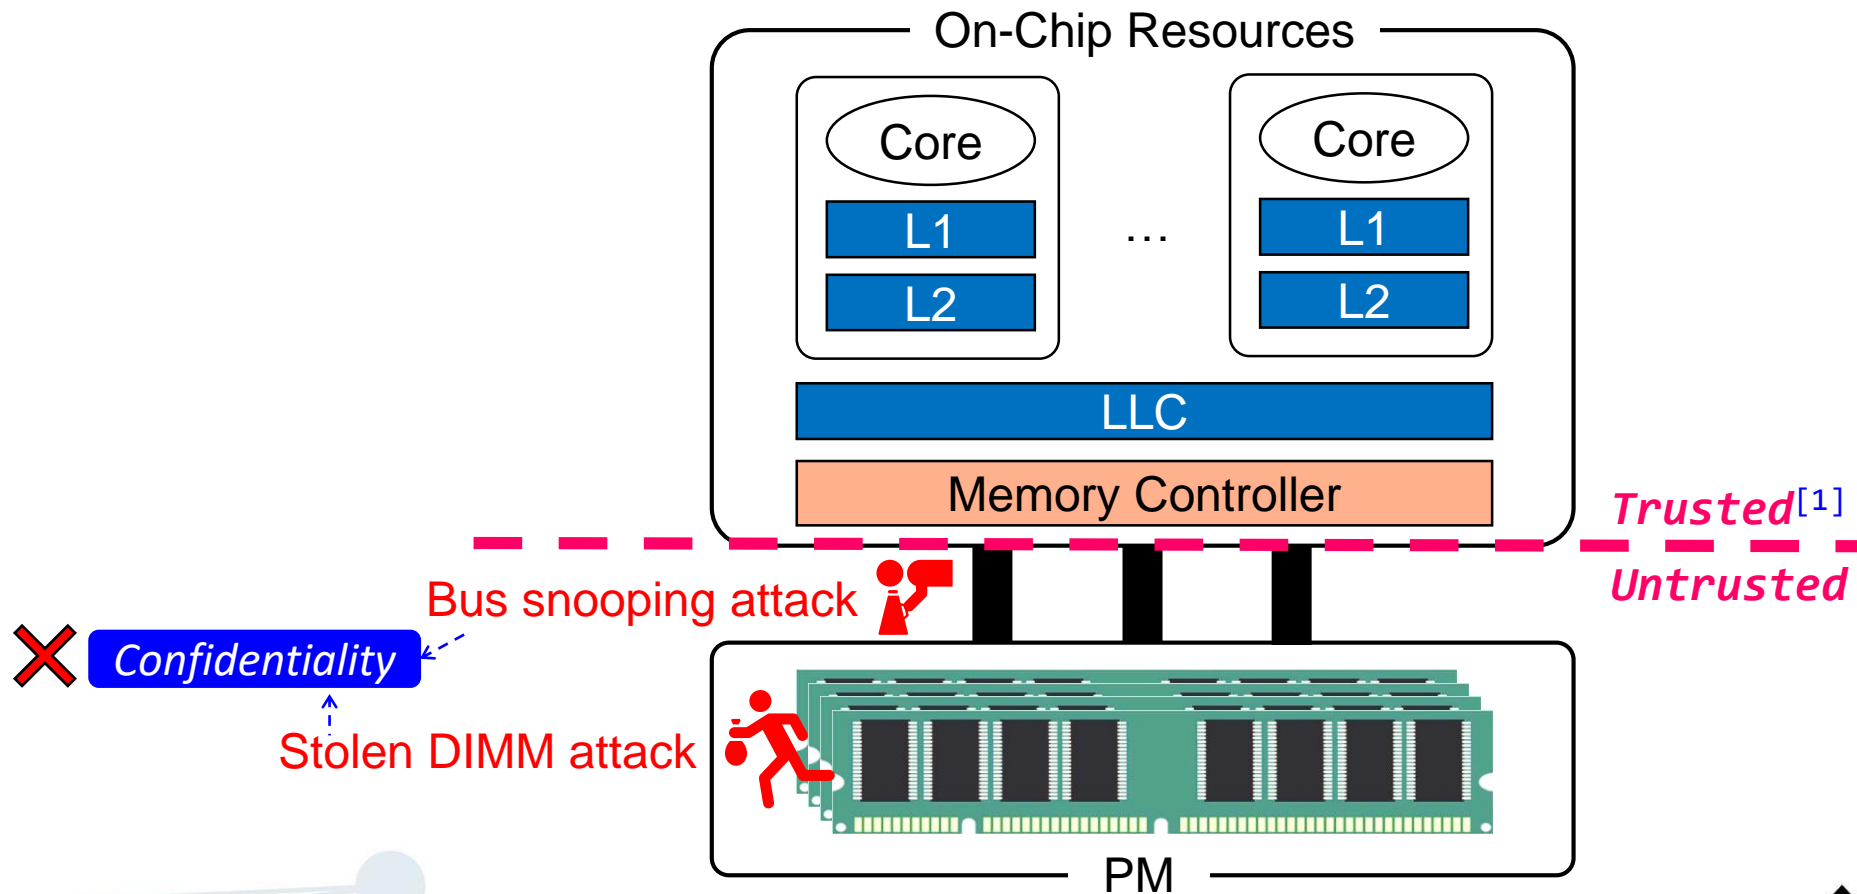 On-Chip Resources
Core
Core
L1
L1
...
L2
L2
LLC
Memory Controller
Trusted[1]
Untrusted
Bus snooping attack
Confidentiality
Stolen DIMM attack
PM